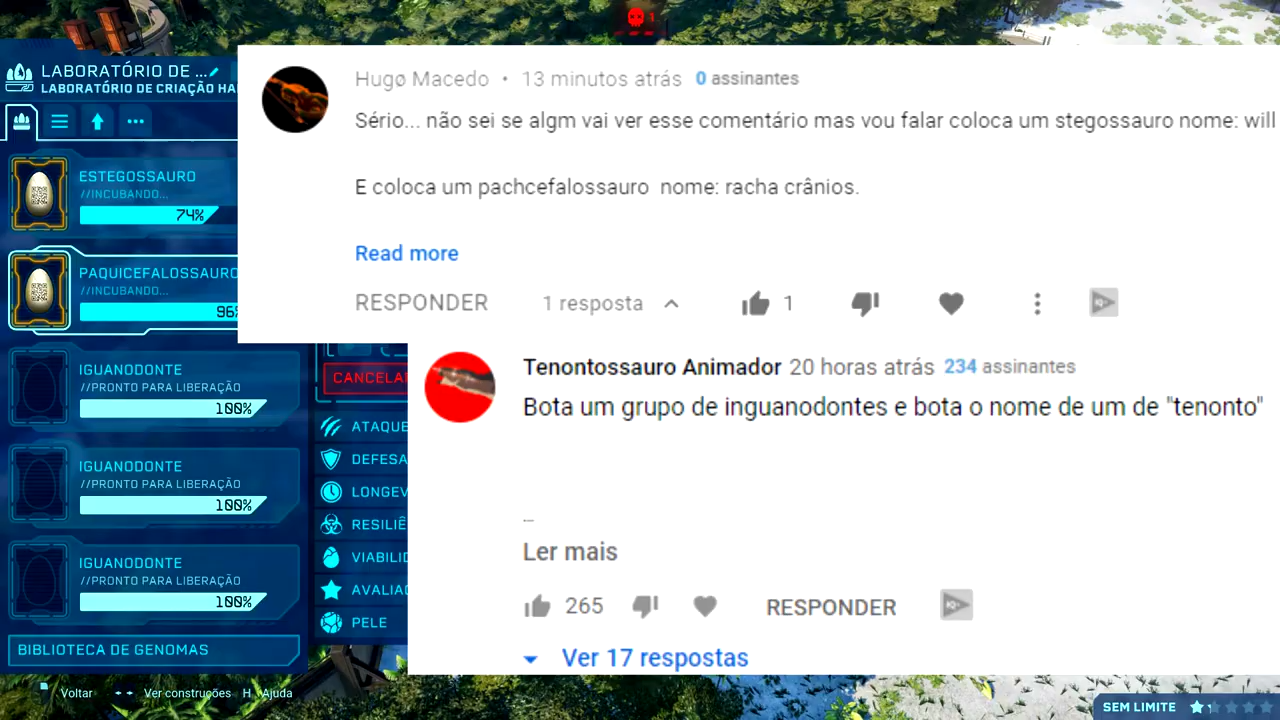 1
LABORATÓRIO DE ...
LABORATÓRIO DE CRIAÇÃO HA
ESTEGOSSAURO
//INCUBANDO...
74%
PAQUICEFALOSSAURO
//INCUBANDO...
96%
IGUANODONTE
//PRONTO PARA LIBERAÇÃO
100%
IGUANODONTE
//PRONTO PARA LIBERAÇÃO
100%
IGUANODONTE
//PRONTO PARA LIBERAÇÃO
100%
BIBLIOTECA DE GENOMAS
Voltar
Ver construções
H Ajuda
CANCELA
ATAQUE
DEFESA
LONGEV
RESILIÊ
VIABILID
AVALIAÇ
PELE
Hugø Macedo • 13 minutos atrás 0 assinantes
Sério... não sei se algm vai ver esse comentário mas vou falar coloca um stegossauro nome: will
E coloca um pachcefalossauro nome: racha crânios.
Read more
RESPONDER 1 resposta 1
Tenontossauro Animador 20 horas atrás 234 assinantes
Bota um grupo de inguanodontes e bota o nome de um de "tenonto"
...
Ler mais
265 RESPONDER
Ver 17 respostas
SEM LIMITE